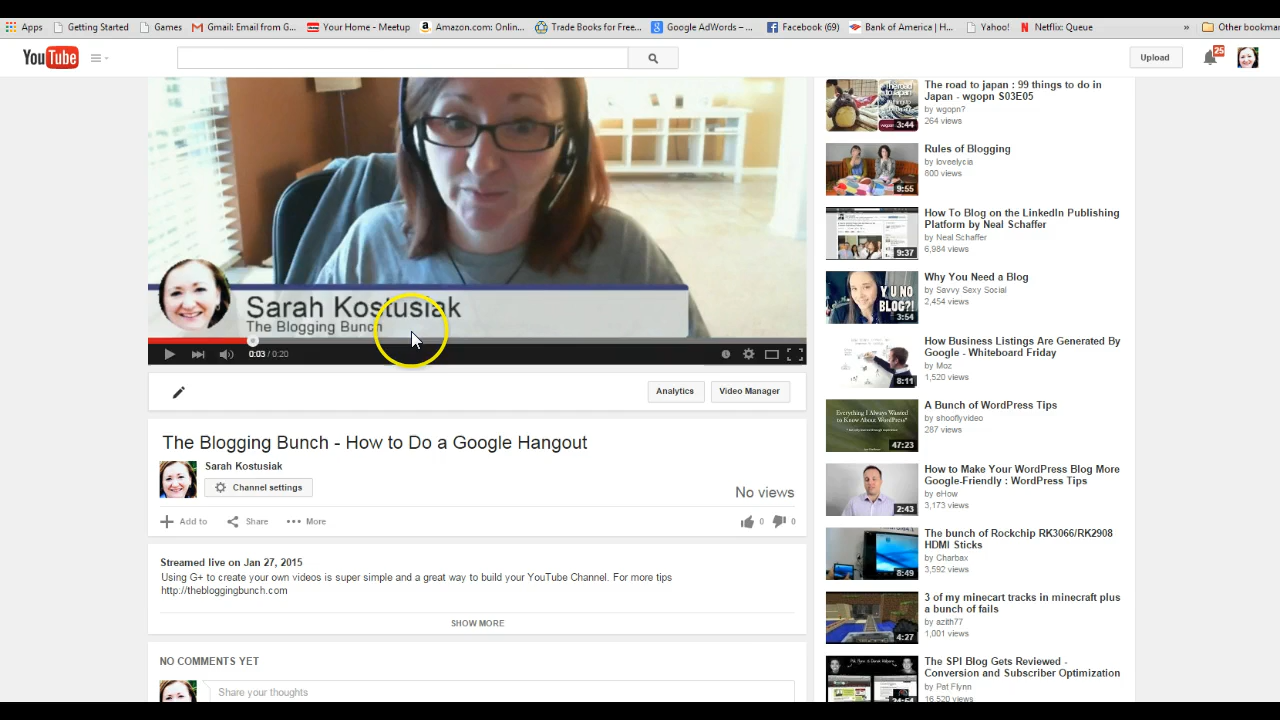 Apps Getting Started Games Gmail: Email from G... Your Home - Meetup Amazon.com: Onlin... Trade Books for Free... Google AdWords – ... Facebook (69) Bank of America | H... Yahoo! Netflix: Queue » Other bookmar
YouTube Upload 25
The road to japan : 99 things to do in
Japan - wgopn S03E05
by wgopn?
264 views
3:44
Rules of Blogging
by loveelycia
800 views
9:55
How To Blog on the LinkedIn Publishing
Platform by Neal Schaffer
by Neal Schaffer
6,984 views
9:37
Why You Need a Blog
by Savvy Sexy Social
2,454 views
Y U NO
BLOG?!
3:54
How Business Listings Are Generated By
Google - Whiteboard Friday
by Moz
1,520 views
8:11
A Bunch of WordPress Tips
by shooflyvideo
287 views
Everything I Always Wanted
to Know About WordPress*
47:23
How to Make Your WordPress Blog More
Google-Friendly : WordPress Tips
by eHow
3,173 views
2:43
The bunch of Rockchip RK3066/RK2908
HDMI Sticks
by Charbax
3,592 views
8:49
3 of my minecart tracks in minecraft plus
a bunch of fails
by azith77
1,001 views
4:27
The SPI Blog Gets Reviewed -
Conversion and Subscriber Optimization
by Pat Flynn
16,520 views
24:54
Sarah Kostusiak
The Blogging Bunch
0:03 / 0:20
Analytics Video Manager
The Blogging Bunch - How to Do a Google Hangout
Sarah Kostusiak
Channel settings
No views
Add to Share More 0 0
Streamed live on Jan 27, 2015
Using G+ to create your own videos is super simple and a great way to build your YouTube Channel. For more tips
http://thebloggingbunch.com
SHOW MORE
NO COMMENTS YET
Share your thoughts